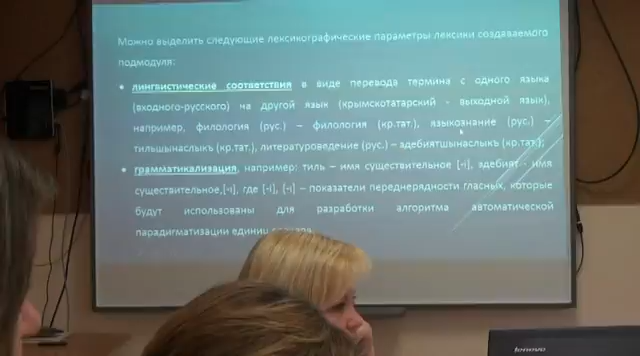 Можно выделить следующие лексикографические параметры лексики создаваемого
подмодуля:
• лингвистические соответствия в виде перевода термина с одного языка
(входного-русского) на другой язык (крымскотатарский - выходной язык),
например, филология (рус.) – филология (кр.тат.), языкознание (рус.) –
тильшынаслыкъ (кр.тат.), литературоведение (рус.) – эдебиятшынаслыкъ (кр.тат.);
• грамматикализация, например: тиль – имя существительное [-i], эдебият - имя
существительное, где – показатели переднерядности гласных, которые
будут использованы для разработки алгоритма автоматической
парадигматизации единиц
lenovo